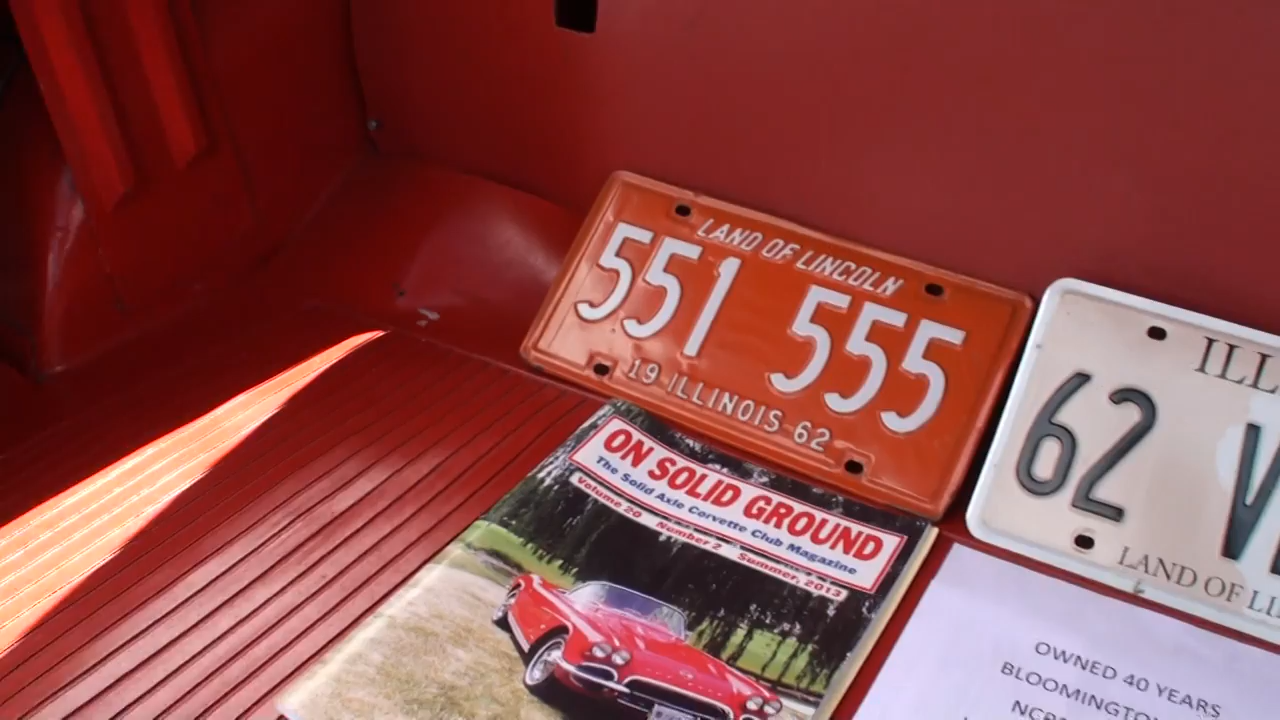 LAND OF LINCOLN
551 555
19 ILLINOIS 62
ON SOLID GROUND
The Solid Axle Corvette Club Magazine
Volume 20 Number 2 Summer, 2013
62
LAND OF
OWNED 40 YEARS